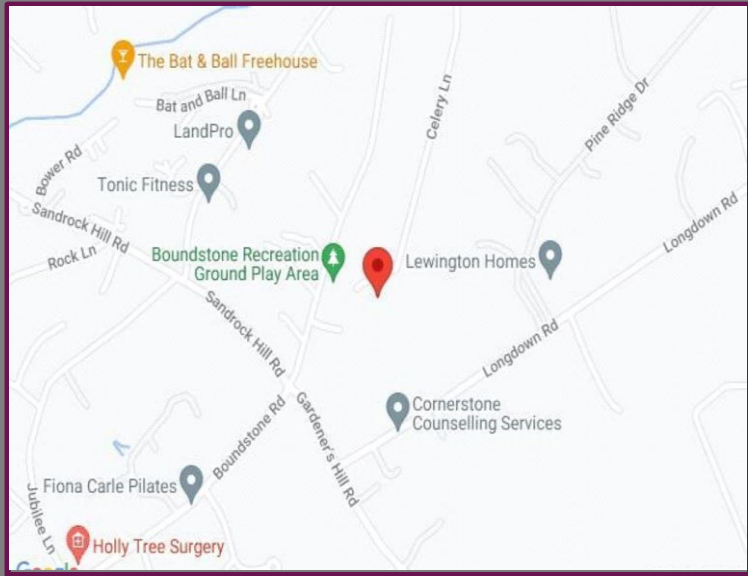 The Bat & Ball Freehouse
Bat and Ball Ln
Celery Ln
Pine Ridge Dr
LandPro
Bower Rd
Tonic Fitness
Longdown Rd
Sandrock Hill Rd
Rock Ln
Boundstone Recreation
Ground Play Area
Lewington Homes
Sandrock Hill Rd
Longdown Rd
Gardener's Hill Rd
Cornerstone
Counselling Services
Boundstone Rd
Fiona Carle Pilates
Jubilee Ln
Holly Tree Surgery
Google